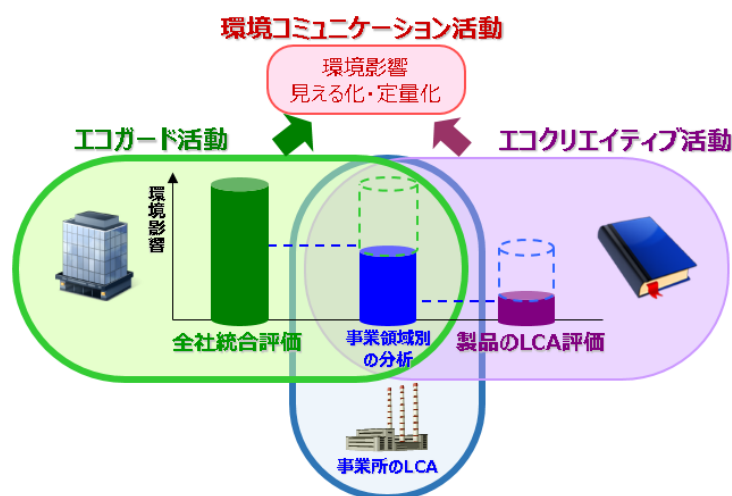 環境コミュニケーション活動
環境影響
見える化・定量化
エコガード活動
エコクリエイティブ活動
環境影響
全社統合評価
事業領域別
の分析
製品のLCA評価
事業所のLCA